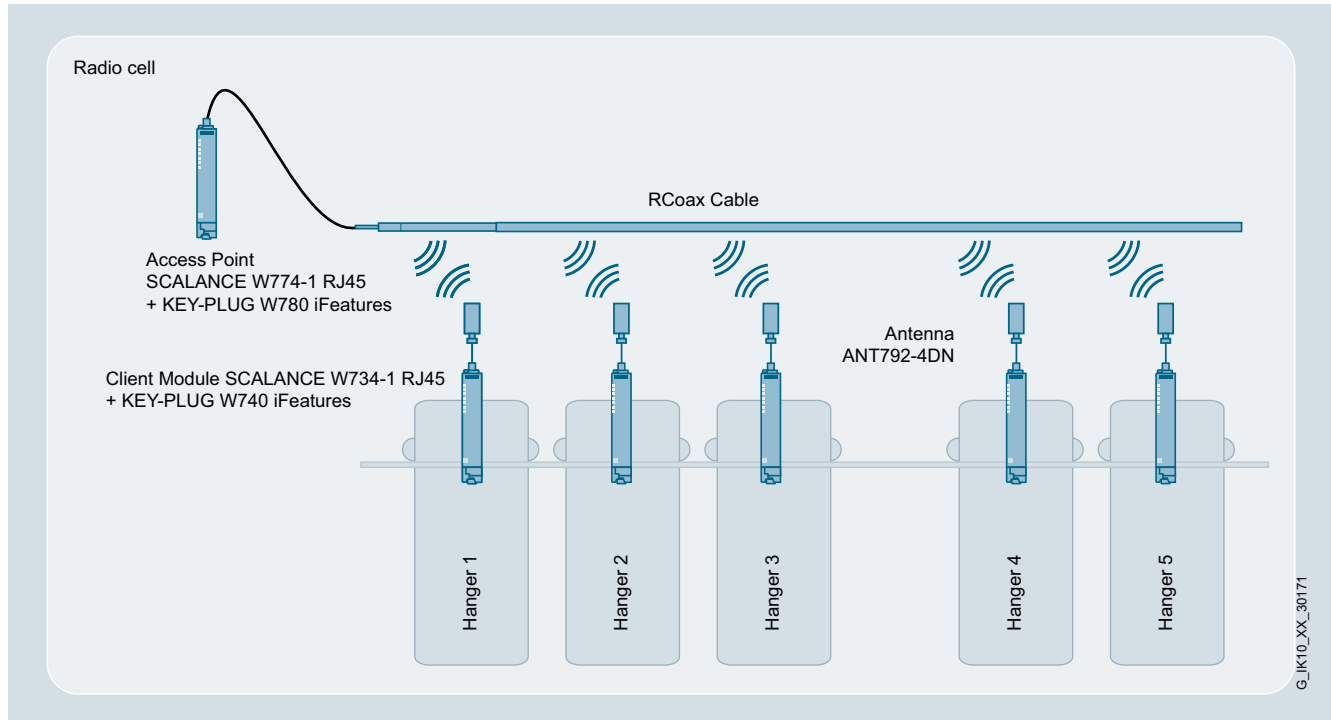 Radio cell
RCoax Cable
Access Point
SCALANCE W774-1 RJ45
+ KEY-PLUG W780 iFeatures
Antenna
ANT792-4DN
Client Module SCALANCE W734-1 RJ45
+ KEY-PLUG W740 iFeatures
Hanger 1
Hanger 2
Hanger 3
Hanger 4
Hanger 5
G_IK10_XX_30171